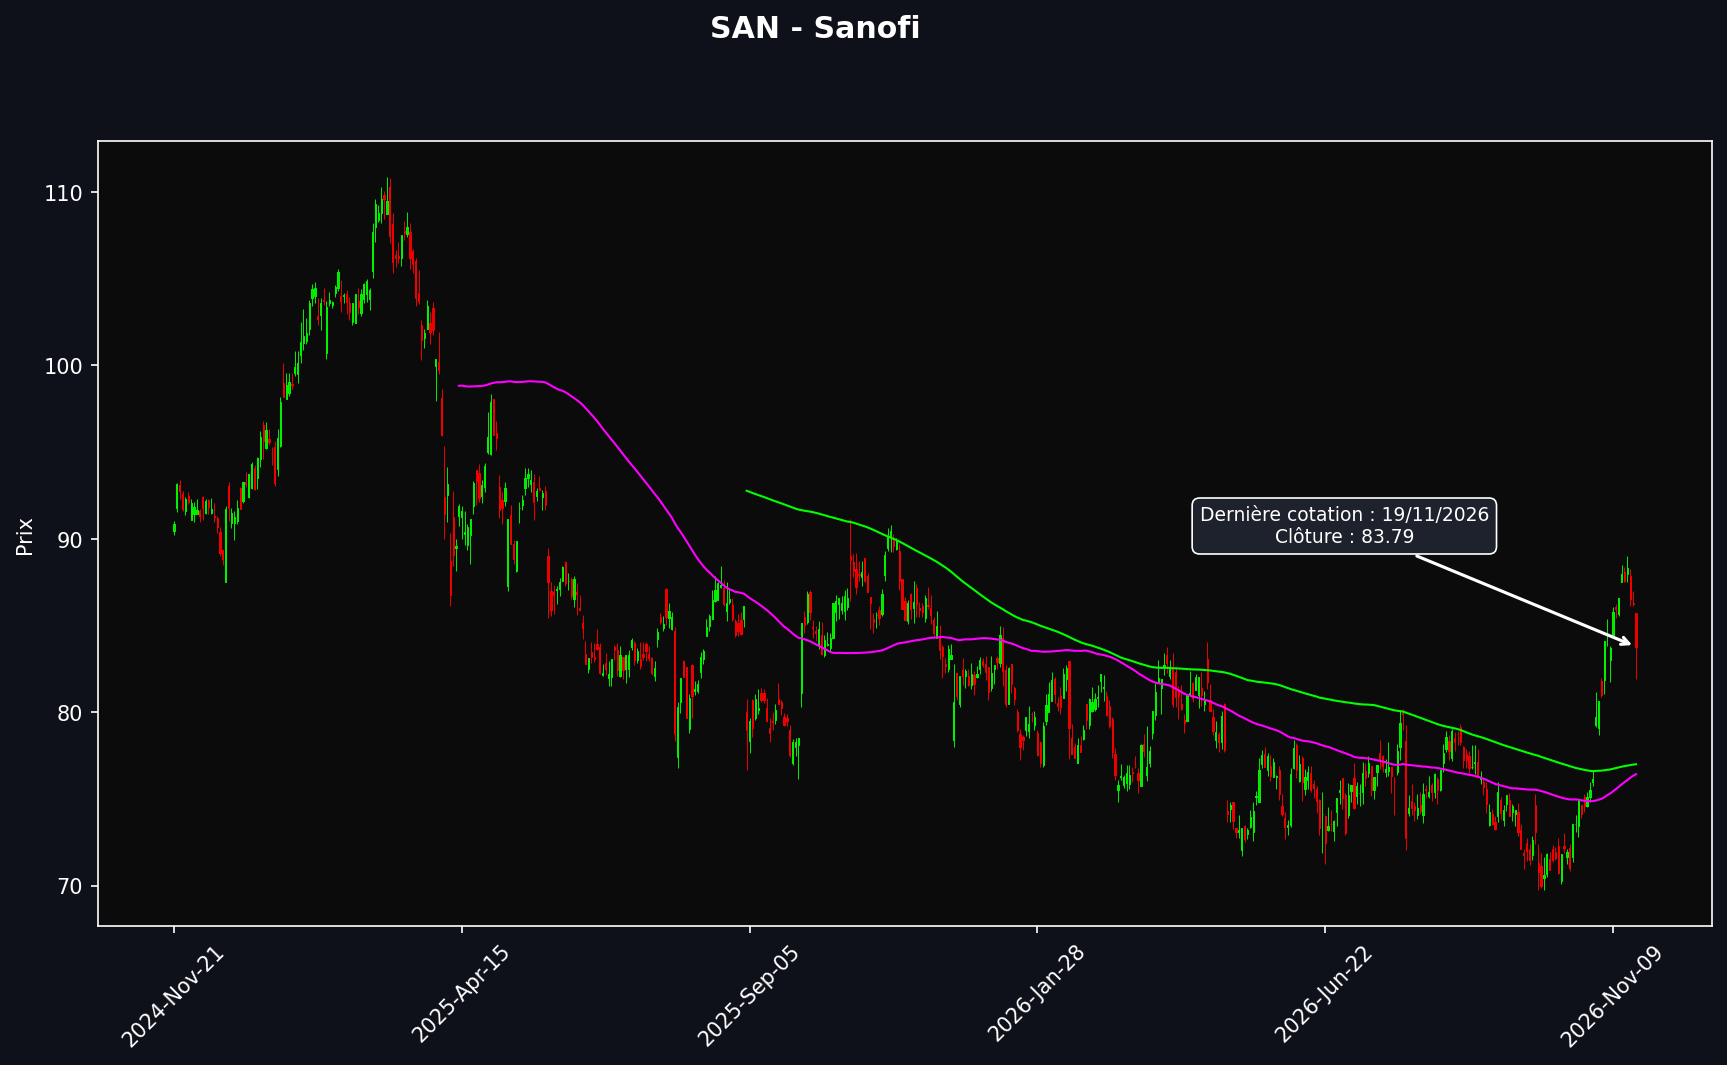 SAN - Sanofi
110
100
90
80
70
Prix
Dernière cotation : 19/11/2026
Clôture : 83.79
2024-Nov-21
2025-Apr-15
2025-Sep-05
2026-Jan-28
2026-Jun-22
2026-Nov-09